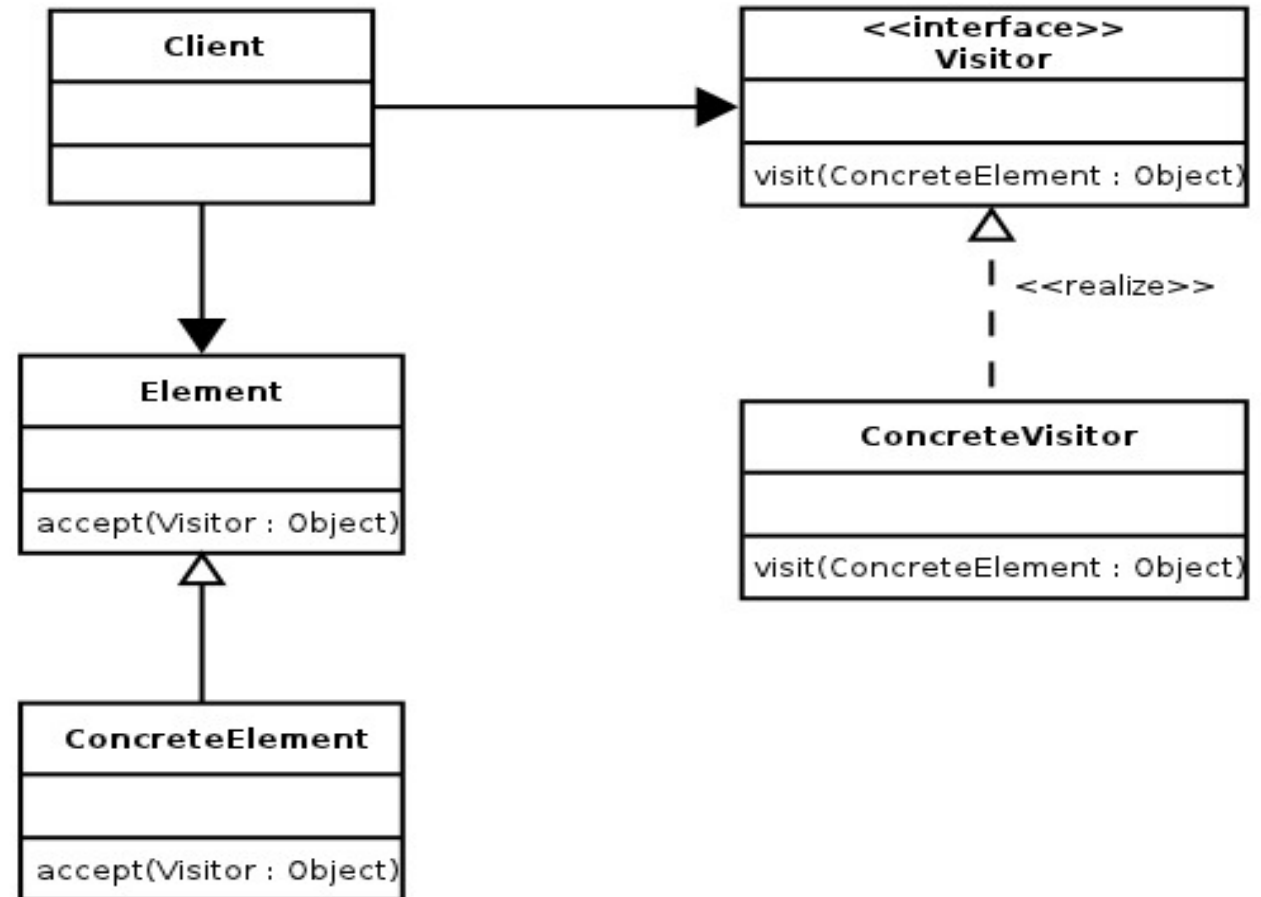 Client
<<interface>>
Visitor
visit(ConcreteElement : Object)
<<realize>>
Element
accept(Visitor : Object)
ConcreteVisitor
visit(ConcreteElement : Object)
ConcreteElement
accept(Visitor : Object)